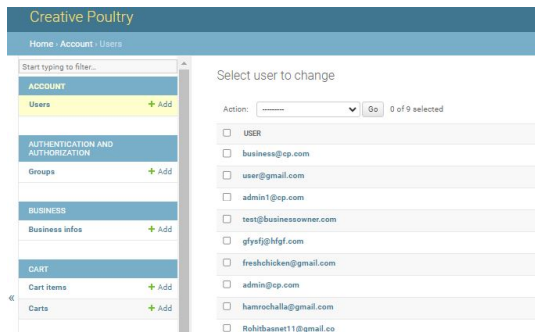 Creative Poultry
Home › Account › Users
Start typing to filter...
ACCOUNT
Users + Add
AUTHENTICATION AND
AUTHORIZATION
Groups + Add
BUSINESS
Business infos + Add
CART
Cart items + Add
Carts + Add
«
Select user to change
Action: --------- Go 0 of 9 selected
USER
business@cp.com
user@gmail.com
admin1@cp.com
test@businessowner.com
gfysfj@hfgf.com
freshchicken@gmail.com
admin@cp.com
hamrochalla@gmail.com
Rohitbasnet11@gmail.co